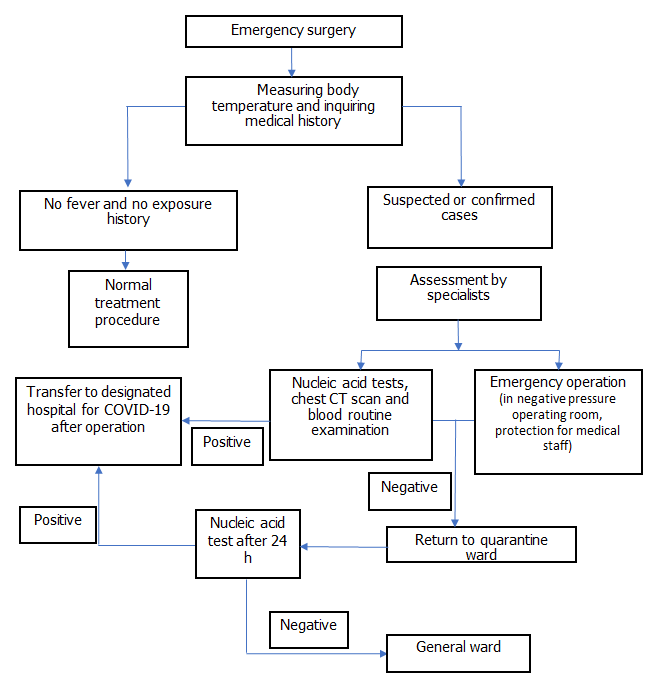 Emergency surgery
Measuring body
temperature and inquiring
medical history
No fever and no exposure
history
Suspected or confirmed
cases
Normal
treatment
procedure
Assessment by
specialists
Transfer to designated
hospital for COVID-19
after operation
Nucleic acid tests,
chest CT scan and
blood routine
examination
Emergency operation
(in negative pressure
operating room,
protection for medical
staff)
Positive
Negative
Positive
Nucleic acid
test after 24
h
Return to quarantine
ward
Negative
General ward